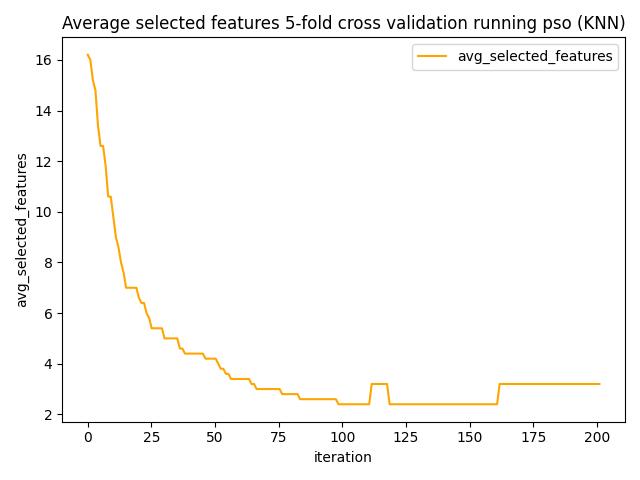 Average selected features 5-fold cross validation running pso (KNN)
avg_selected_features
16
14
12
10
8
6
4
2
avg_selected_features
0 25 50 75 100 125 150 175 200
iteration